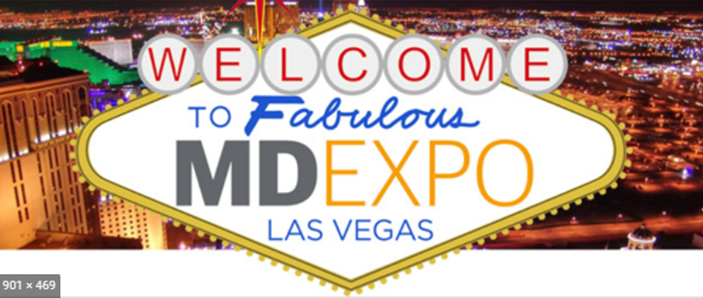 WELCOME
TO Fabulous
MDEXPO
LAS VEGAS
901 × 469